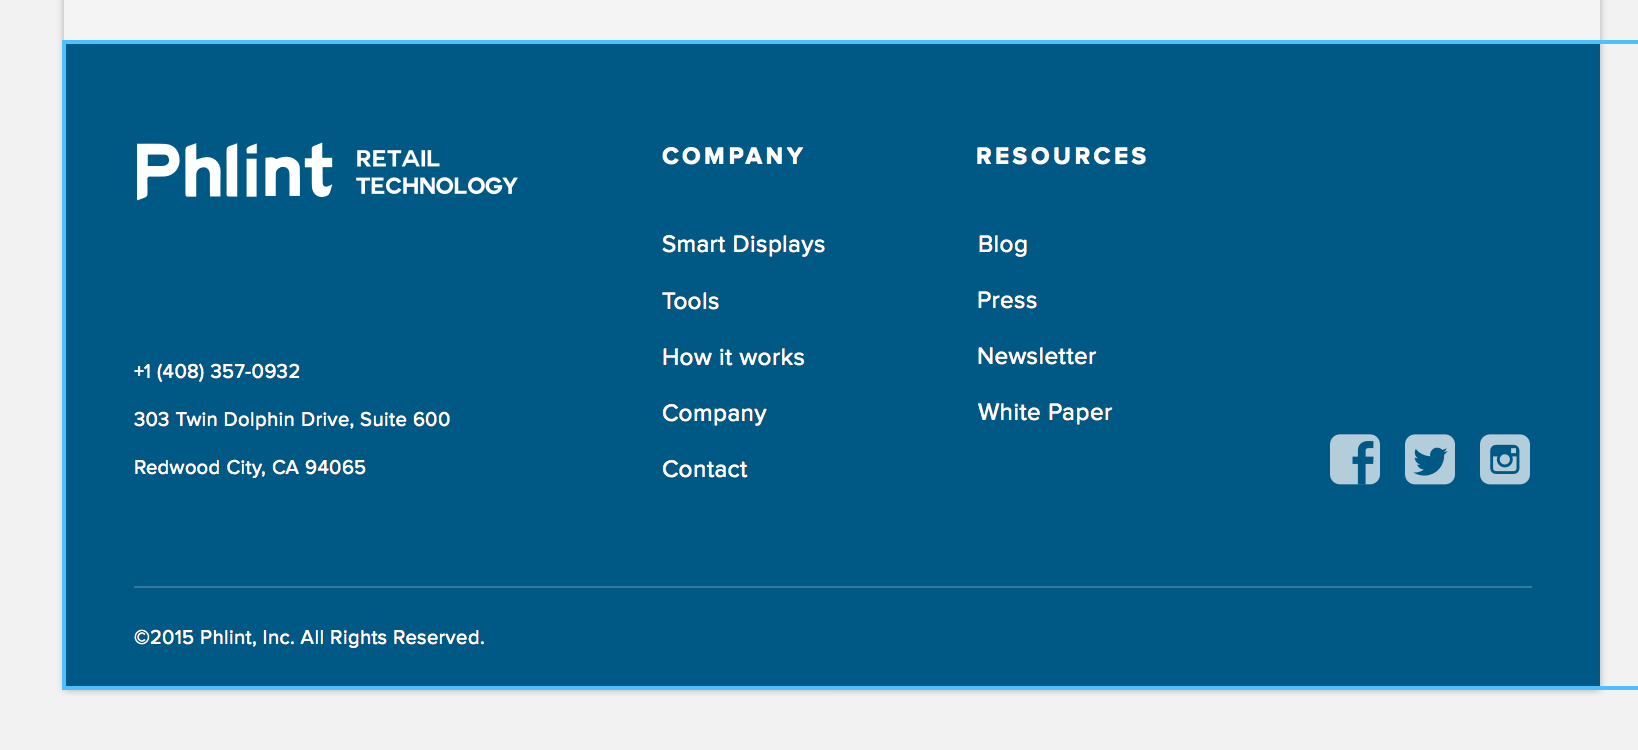 Phlint RETAIL
TECHNOLOGY
+1 (408) 357-0932
303 Twin Dolphin Drive, Suite 600
Redwood City, CA 94065
COMPANY
Smart Displays
Tools
How it works
Company
Contact
RESOURCES
Blog
Press
Newsletter
White Paper
©2015 Phlint, Inc. All Rights Reserved.